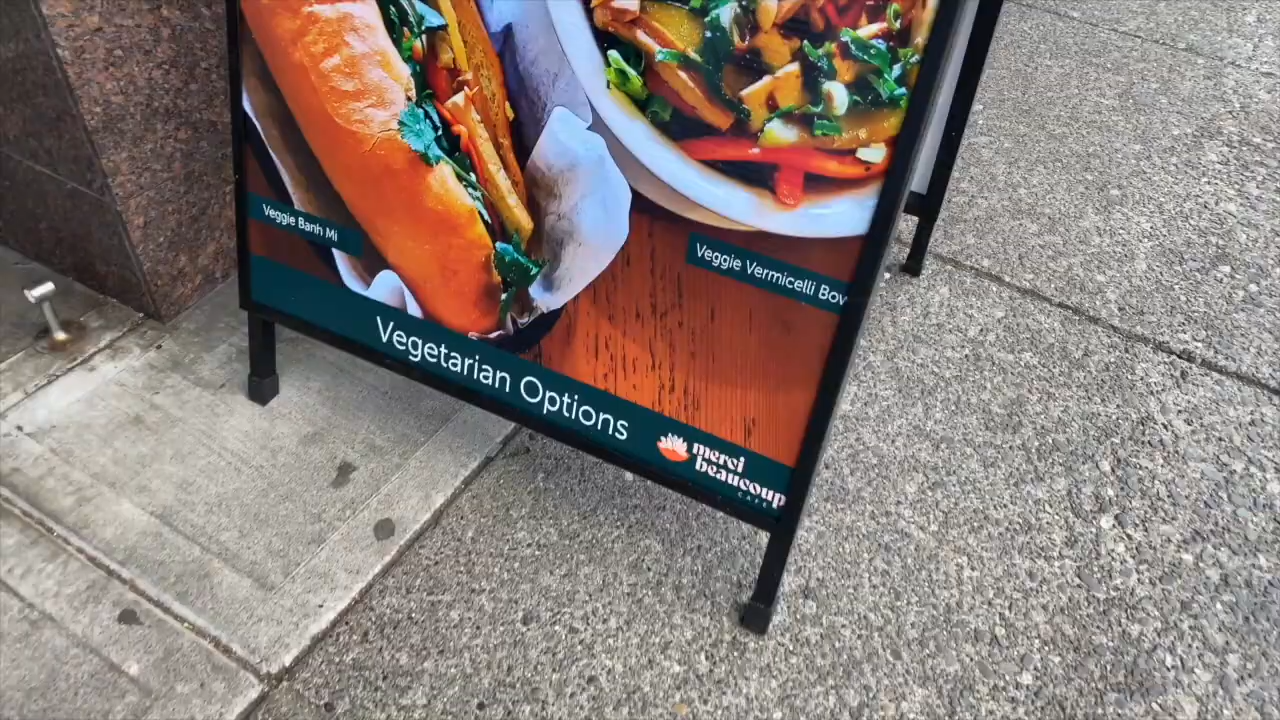 Veggie Banh Mi
Veggie Vermicelli Bow
Vegetarian Options
merci
beaucoup
CAFE